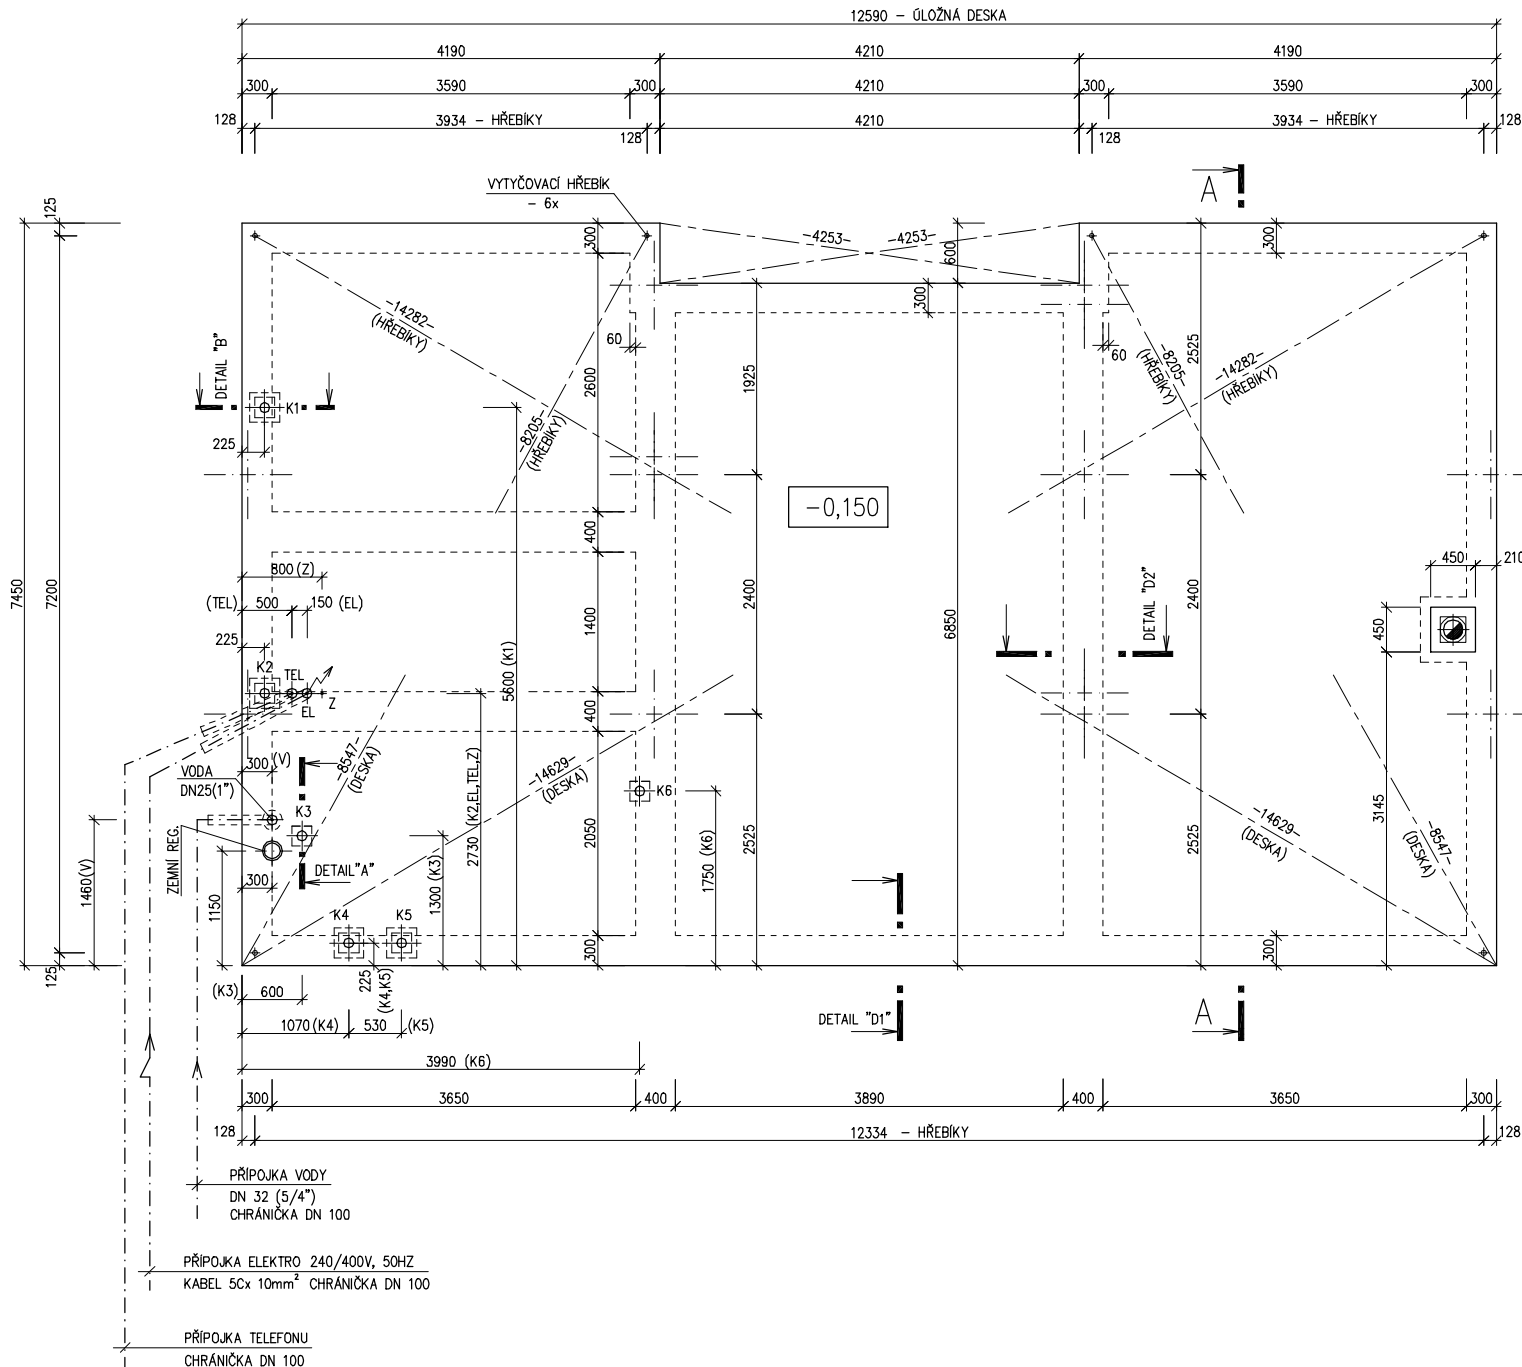 12590 – ÚLOŽNÁ DESKA
4190
4210
4190
300
3590
300
4210
300
3590
300
128
3934 – HŘEBÍKY
128
4210
128
3934 – HŘEBÍKY
128
VYTYČOVACÍ HŘEBÍK
– 6x
A
125
7450
7200
125
300
-4253-
-4253-
600
300
300
-14282-
(HŘEBÍKY)
60
60
2525
-8205-
(HŘEBÍKY)
-14282-
(HŘEBÍKY)
DETAIL "B"
2600
1925
K1
225
-8205-
(HŘEBÍKY)
-0,150
400
800 (Z)
(TEL)
500
150 (EL)
225
1400
5600 (K1)
2400
6850
DETAIL "D2"
2400
450
210
450
K2
TEL
EL
Z
400
(V)
300
VODA
DN25(1")
-8547-
(DESKA)
-14629-
(DESKA)
K6
K3
ZEMNÍ REG.
1460(V)
1150
300
DETAIL"A"
1300 (K3)
2730 (K2,EL,TEL,Z)
2050
1750 (K6)
2525
2525
-14629-
(DESKA)
3145
-8547-
(DESKA)
K4
K5
300
300
225
(K4,K5)
(K3)
600
1070 (K4)
530
(K5)
DETAIL "D1"
A
3990 (K6)
300
3650
400
3890
400
3650
300
128
12334 – HŘEBÍKY
128
PŘÍPOJKA VODY
DN 32 (5/4")
CHRÁNIČKA DN 100
PŘÍPOJKA ELEKTRO 240/400V, 50HZ
KABEL 5Cx 10mm² CHRÁNIČKA DN 100
PŘÍPOJKA TELEFONU
CHRÁNIČKA DN 100